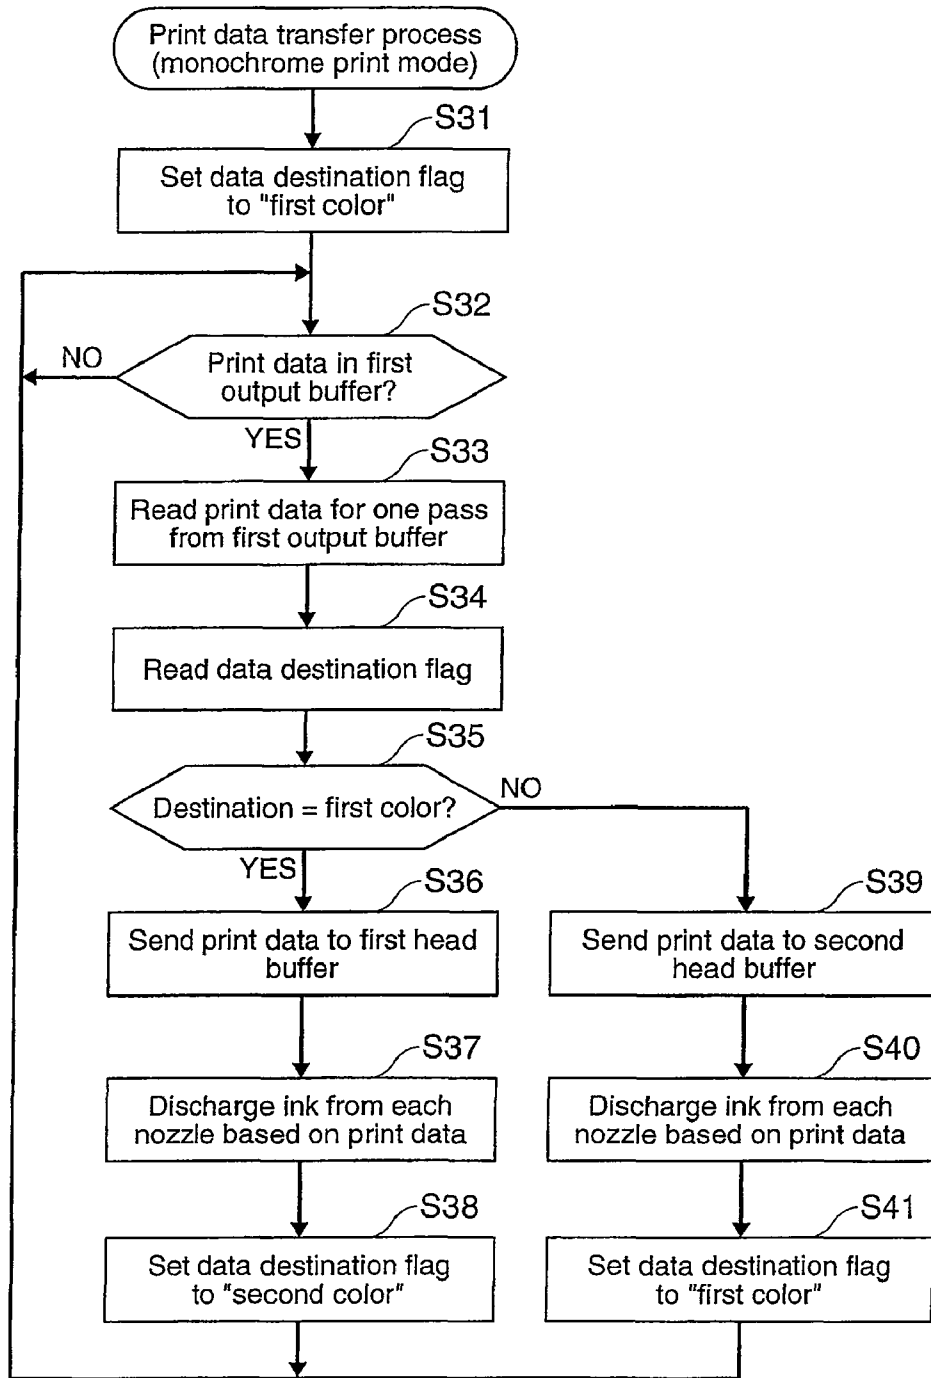 Print data transfer process
(monochrome print mode)
S31
Set data destination flag
to "first color"
S32
NO
Print data in first
output buffer?
YES
S33
Read print data for one pass
from first output buffer
S34
Read data destination flag
S35
NO
Destination = first color?
YES
S36
S39
Send print data to first head
buffer
Send print data to second
head buffer
S37
S40
Discharge ink from each
nozzle based on print data
Discharge ink from each
nozzle based on print data
S38
S41
Set data destination flag
to "second color"
Set data destination flag
to "first color"